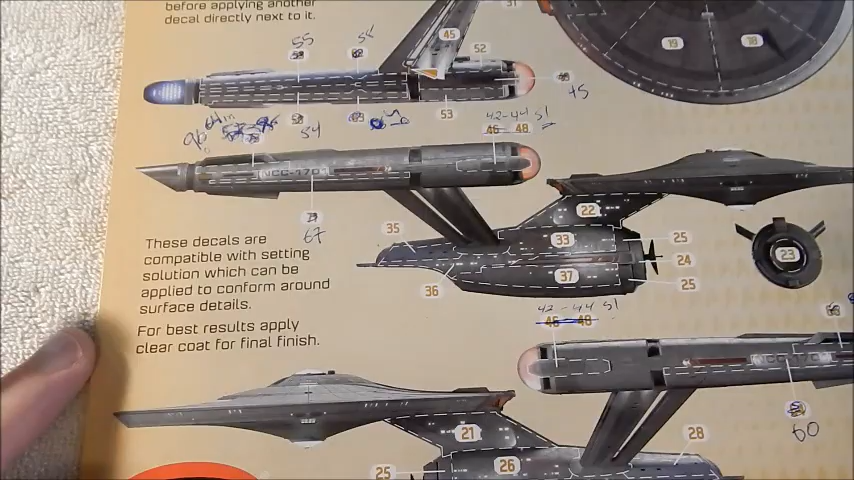 before applying another
decal directly next to it.
31
45
52
19
18
55
53
45
54
42-44 51
46 48
96
NCC-170
67
22
These decals are
compatible with setting
solution which can be
applied to conform around
surface details.
For best results apply
clear coat for final finish.
35
33
25
24
23
37
36
25
42-44 51
46 48
60
21
28
25
26